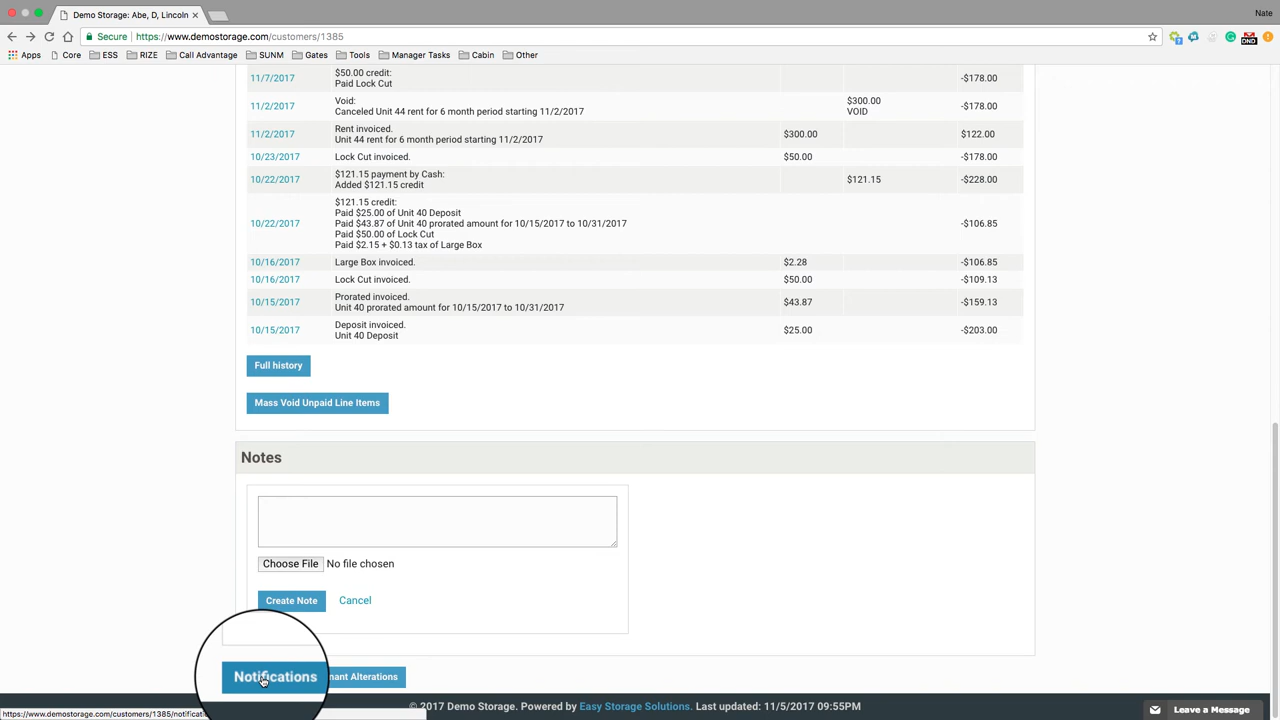 Demo Storage: Abe, D, Lincoln
Nate
Secure https://www.demostorage.com/customers/1385
DND
Apps Core ESS RIZE Call Advantage SUNM Gates Tools Manager Tasks Cabin Other
11/7/2017 $50.00 credit: -$178.00
Paid Lock Cut
11/2/2017 Void: $300.00 -$178.00
Canceled Unit 44 rent for 6 month period starting 11/2/2017 VOID
11/2/2017 Rent invoiced. $300.00 $122.00
Unit 44 rent for 6 month period starting 11/2/2017
10/23/2017 Lock Cut invoiced. $50.00 -$178.00
10/22/2017 $121.15 payment by Cash: $121.15 -$228.00
Added $121.15 credit
$121.15 credit:
Paid $25.00 of Unit 40 Deposit
10/22/2017 Paid $43.87 of Unit 40 prorated amount for 10/15/2017 to 10/31/2017 -$106.85
Paid $50.00 of Lock Cut
Paid $2.15 + $0.13 tax of Large Box
10/16/2017 Large Box invoiced. $2.28 -$106.85
10/16/2017 Lock Cut invoiced. $50.00 -$109.13
10/15/2017 Prorated invoiced. $43.87 -$159.13
Unit 40 prorated amount for 10/15/2017 to 10/31/2017
10/15/2017 Deposit invoiced. $25.00 -$203.00
Unit 40 Deposit
Full history
Mass Void Unpaid Line Items
Notes
Choose File No file chosen
Create Note Cancel
Notifications nant Alterations
© 2017 Demo Storage. Powered by Easy Storage Solutions. Last updated: 11/5/2017 09:55PM
Leave a Message
https://www.demostorage.com/customers/1385/notificati